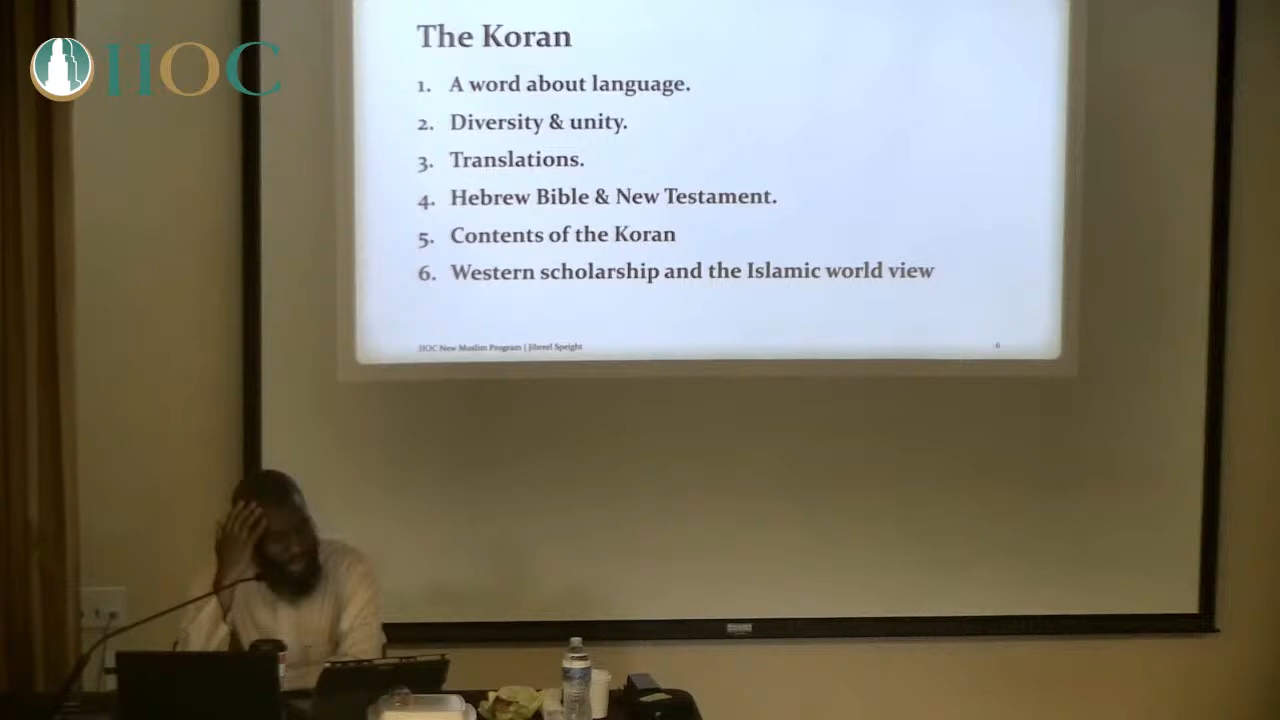 IIOC
The Koran
1. A word about language.
2. Diversity & unity.
3. Translations.
4. Hebrew Bible & New Testament.
5. Contents of the Koran
6. Western scholarship and the Islamic world view
IIOC New Muslim Program | Jibreel Speight
6